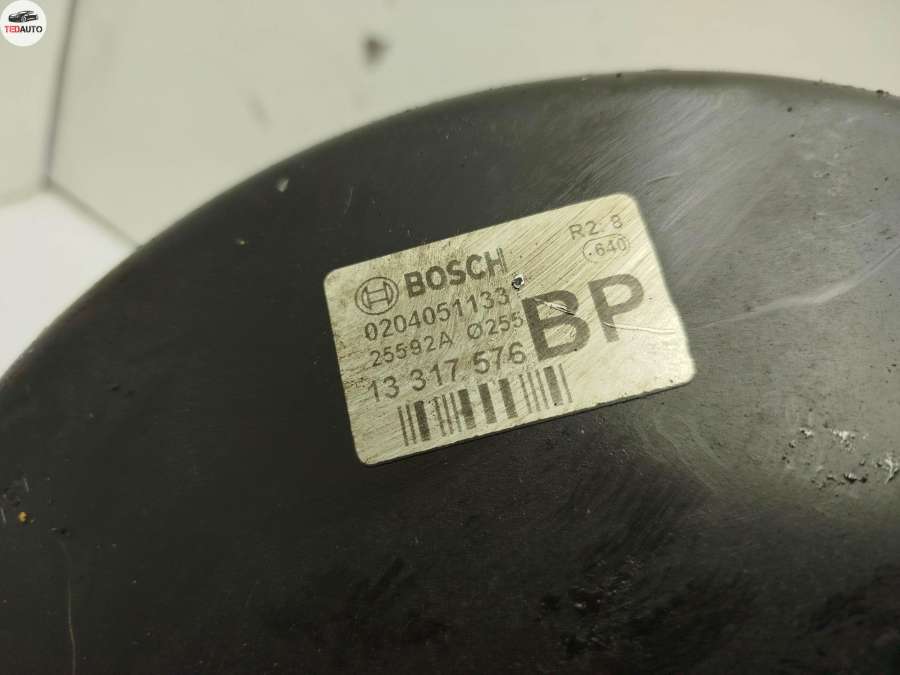 TEDAUTO
R2.8
.640
BOSCH
0204051133
25592A Ø255
13 317 576
BP